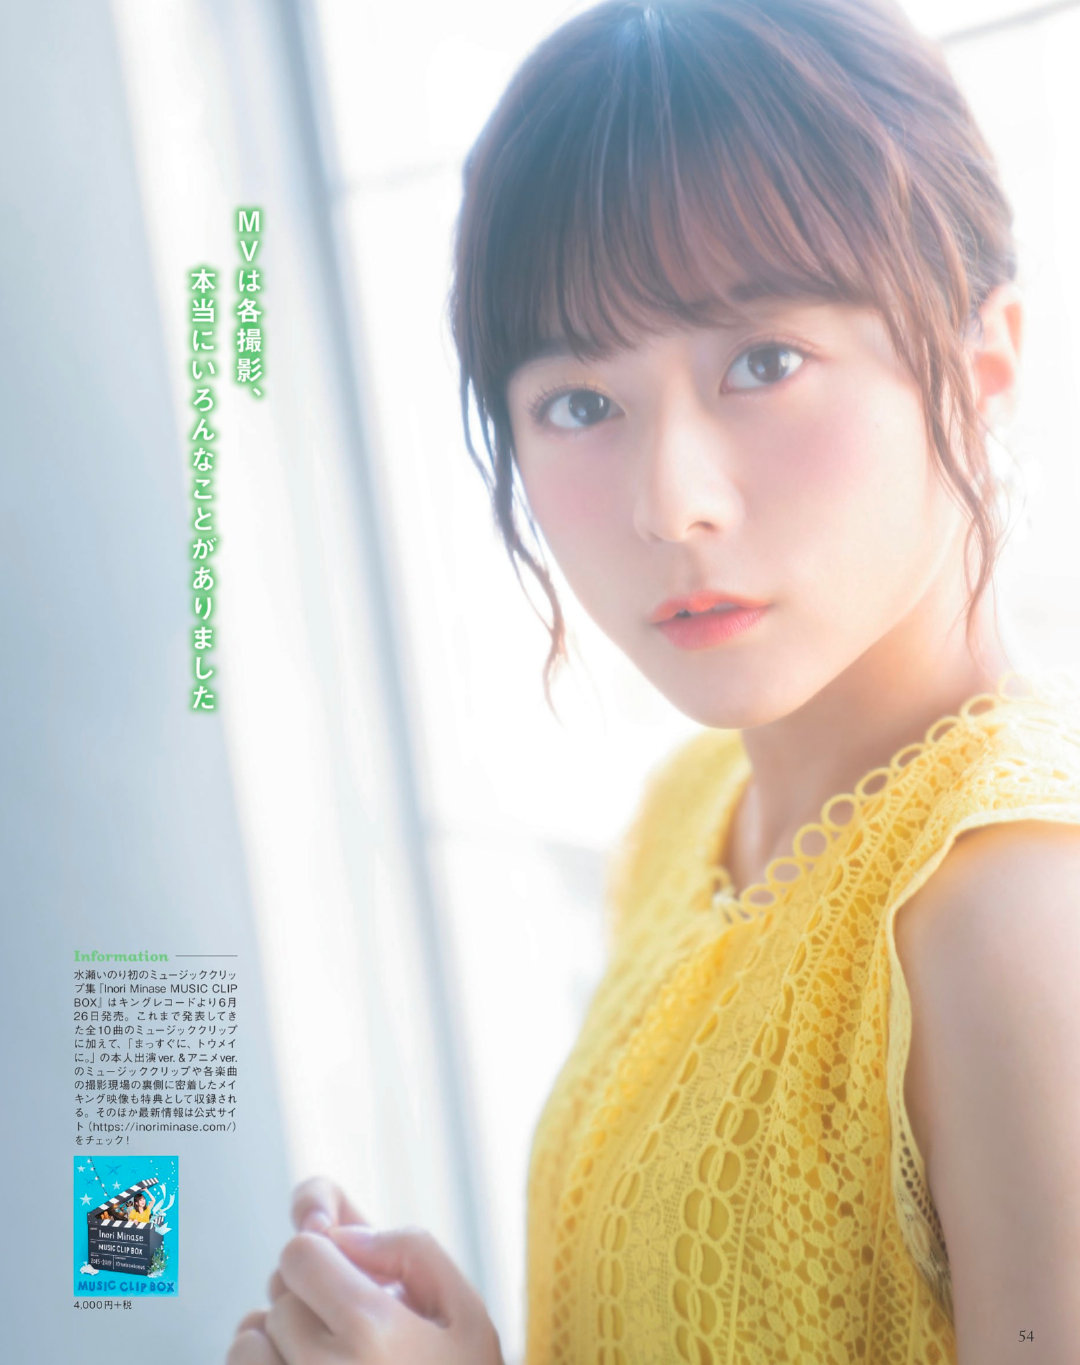 MVは各撮影、
本当にいろんなことがありました
Information
水瀬いのり初のミュージッククリッ
プ集『Inori Minase MUSIC CLIP
BOX』はキングレコードより6月
26日発売。これまで発表してき
た全10曲のミュージッククリップ
に加えて、「まっすぐに、トウメイ
に。」の本人出演ver.&アニメver.
のミュージッククリップや各楽曲
の撮影現場の裏側に密着したメイ
キング映像も特典として収録され
る。そのほか最新情報は公式サイ
ト(https://inoriminase.com/)
をチェック!
Inori Minase
MUSIC CLIP BOX
2015-2019
MUSIC CLIP BOX
4,000円+税
54